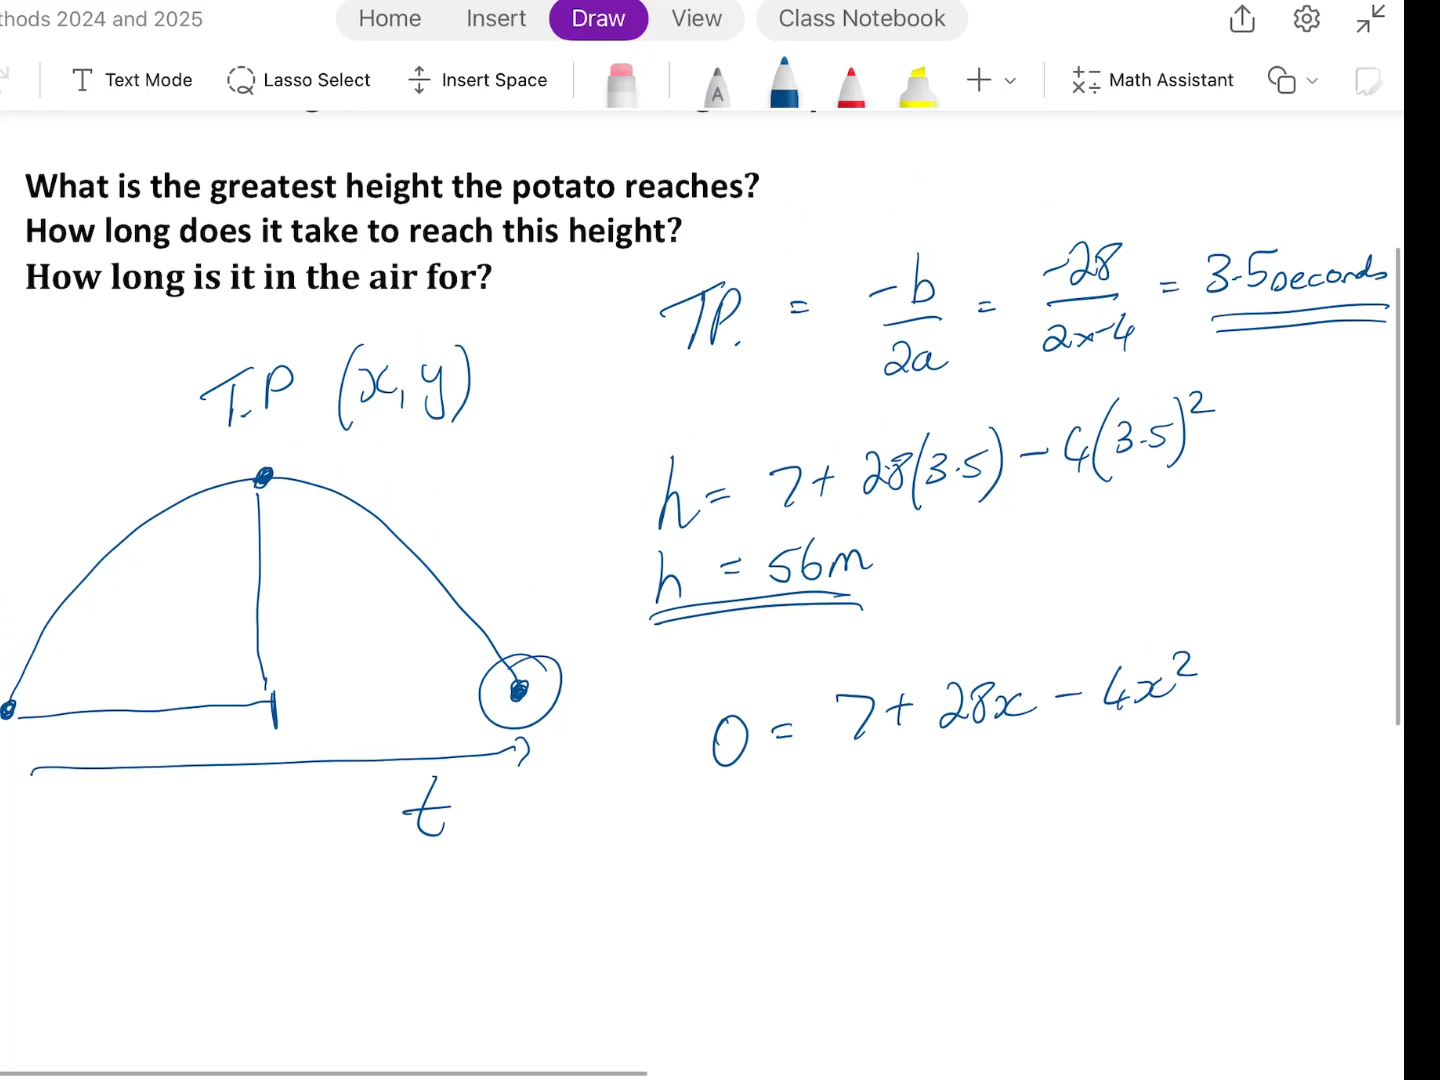 thods 2024 and 2025
Home Insert Draw View Class Notebook
Text Mode Lasso Select Insert Space A Math Assistant
What is the greatest height the potato reaches?
How long does it take to reach this height?
How long is it in the air for?
T.P. = -b/2a = -28/2x-4 = 3.5 seconds
T.P (x, y)
h = 7 + 28(3.5) - 4(3.5)²
h = 56m
0 = 7 + 28x - 4x²
t